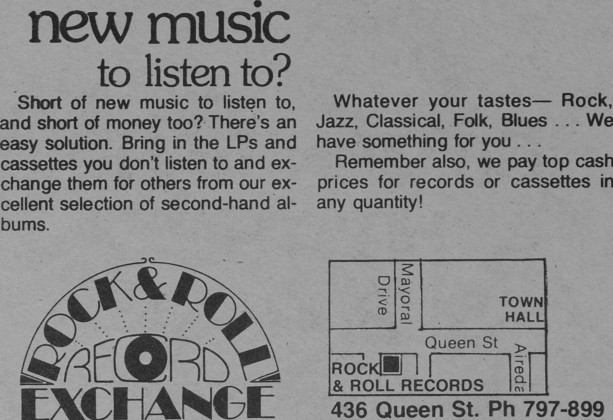 new music
to listen to?
Short of new music to listen to,
and short of money too? There's an
easy solution. Bring in the LPs and
cassettes you don't listen to and ex-
change them for others from our ex-
cellent selection of second-hand al-
bums.
Whatever your tastes— Rock,
Jazz, Classical, Folk, Blues . . . We
have something for you . . .
Remember also, we pay top cash
prices for records or cassettes in
any quantity!
ROCK & ROLL
RECORD
EXCHANGE
Mayoral
Drive
TOWN
HALL
Queen St
Aireda
ROCK
& ROLL RECORDS
436 Queen St. Ph 797-899